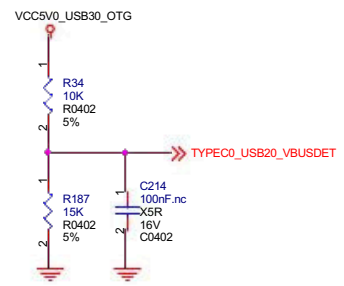 VCC5V0_USB30_OTG
1
R34
10K
R0402
2
5%
TYPEC0_USB20_VBUSDET
1
R187
15K
R0402
2
5%
1
C214
100nF.nc
X5R
16V
2
C0402